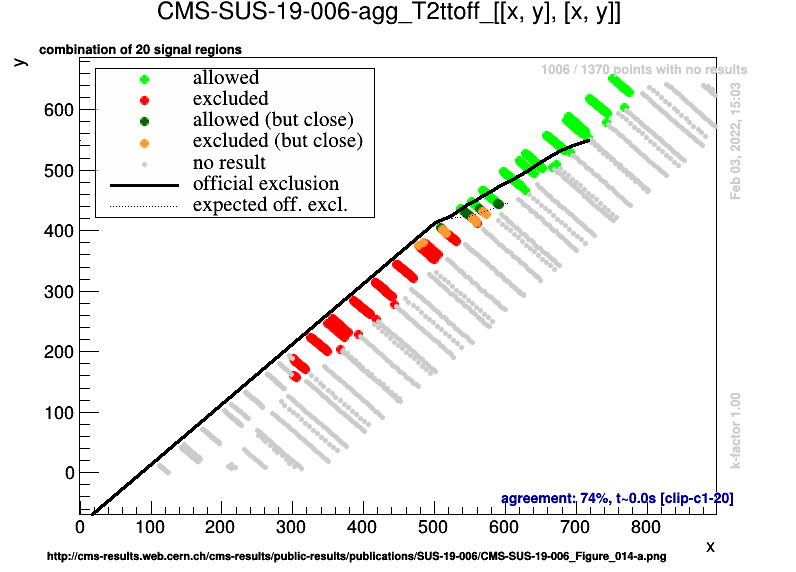 CMS-SUS-19-006-agg_T2ttoff_[[x, y], [x, y]]
combination of 20 signal regions
y
1006 / 1370 points with no results
allowed
excluded
allowed (but close)
excluded (but close)
no result
official exclusion
expected off. excl.
600
500
400
300
200
100
0
Feb 03, 2022, 15:03
k-factor 1.00
agreement: 74%, t~0.0s [clip-c1-20]
0 100 200 300 400 500 600 700 800
x
http://cms-results.web.cern.ch/cms-results/public-results/publications/SUS-19-006/CMS-SUS-19-006_Figure_014-a.png